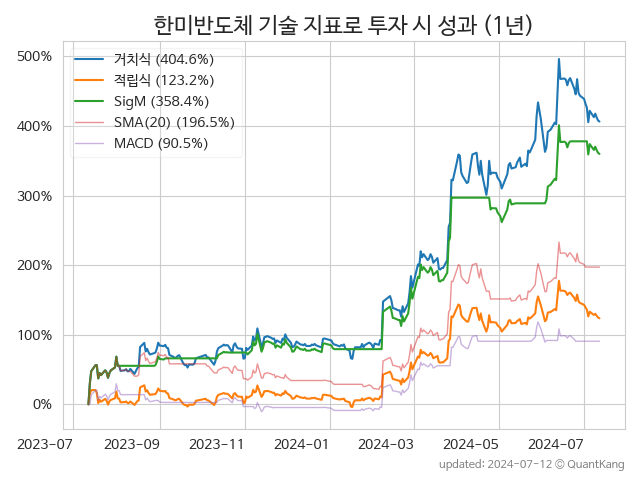 한미반도체 기술 지표로 투자 시 성과 (1년)
거치식 (404.6%)
적립식 (123.2%)
SigM (358.4%)
SMA(20) (196.5%)
MACD (90.5%)
500%
400%
300%
200%
100%
0%
2023-07 2023-09 2023-11 2024-01 2024-03 2024-05 2024-07
updated: 2024-07-12 © QuantKang